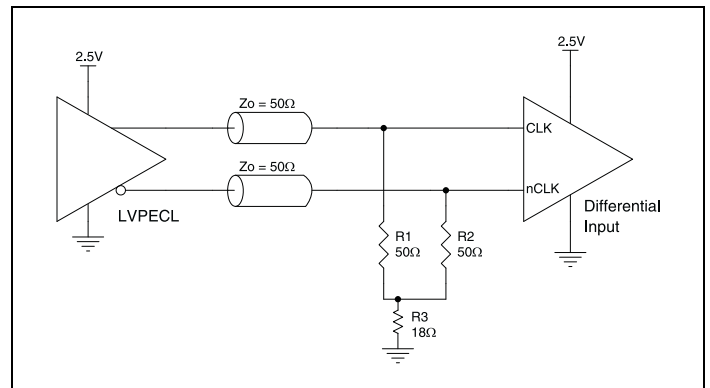 2.5V
2.5V
Zo = 50Ω
CLK
Zo = 50Ω
nCLK
LVPECL
Differential
Input
R1
50Ω
R2
50Ω
R3
18Ω